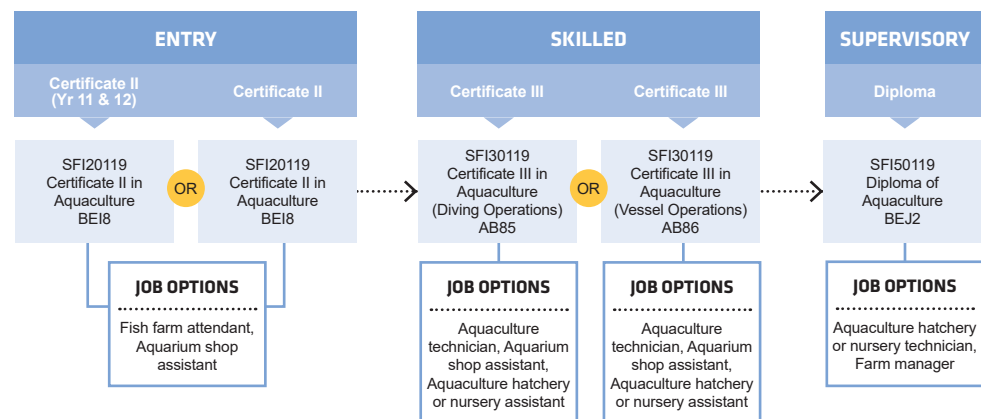 ENTRY
Certificate II
(Yr 11 & 12)
Certificate II
SFI20119
Certificate II in
Aquaculture
BEI8
OR
SFI20119
Certificate II in
Aquaculture
BEI8
JOB OPTIONS
Fish farm attendant,
Aquarium shop
assistant
SKILLED
Certificate III
Certificate III
SFI30119
Certificate III in
Aquaculture
(Diving Operations)
AB85
OR
SFI30119
Certificate III in
Aquaculture
(Vessel Operations)
AB86
JOB OPTIONS
Aquaculture
technician, Aquarium
shop assistant,
Aquaculture hatchery
or nursery assistant
JOB OPTIONS
Aquaculture
technician, Aquarium
shop assistant,
Aquaculture hatchery
or nursery assistant
SUPERVISORY
Diploma
SFI50119
Diploma of
Aquaculture
BEJ2
JOB OPTIONS
Aquaculture hatchery
or nursery technician,
Farm manager